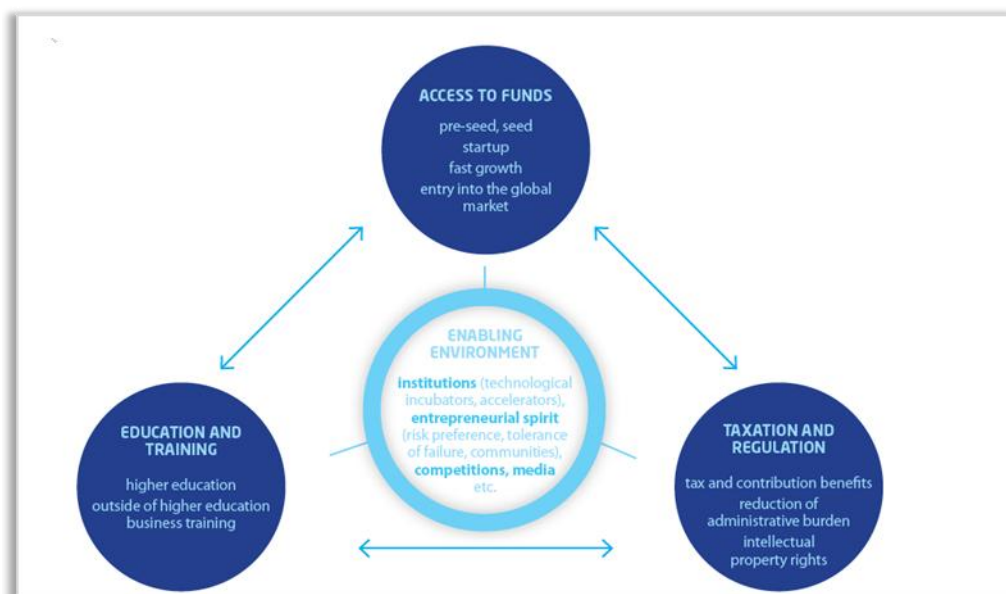 ACCESS TO FUNDS
pre-seed, seed
startup
fast growth
entry into the global
market
ENABLING
ENVIRONMENT
institutions (technological
incubators, accelerators),
entrepreneurial spirit
(risk preference, tolerance
of failure, communities),
competitions, media
etc.
EDUCATION AND
TRAINING
higher education
outside of higher education
business training
TAXATION AND
REGULATION
tax and contribution benefits
reduction of
administrative burden
intellectual
property rights